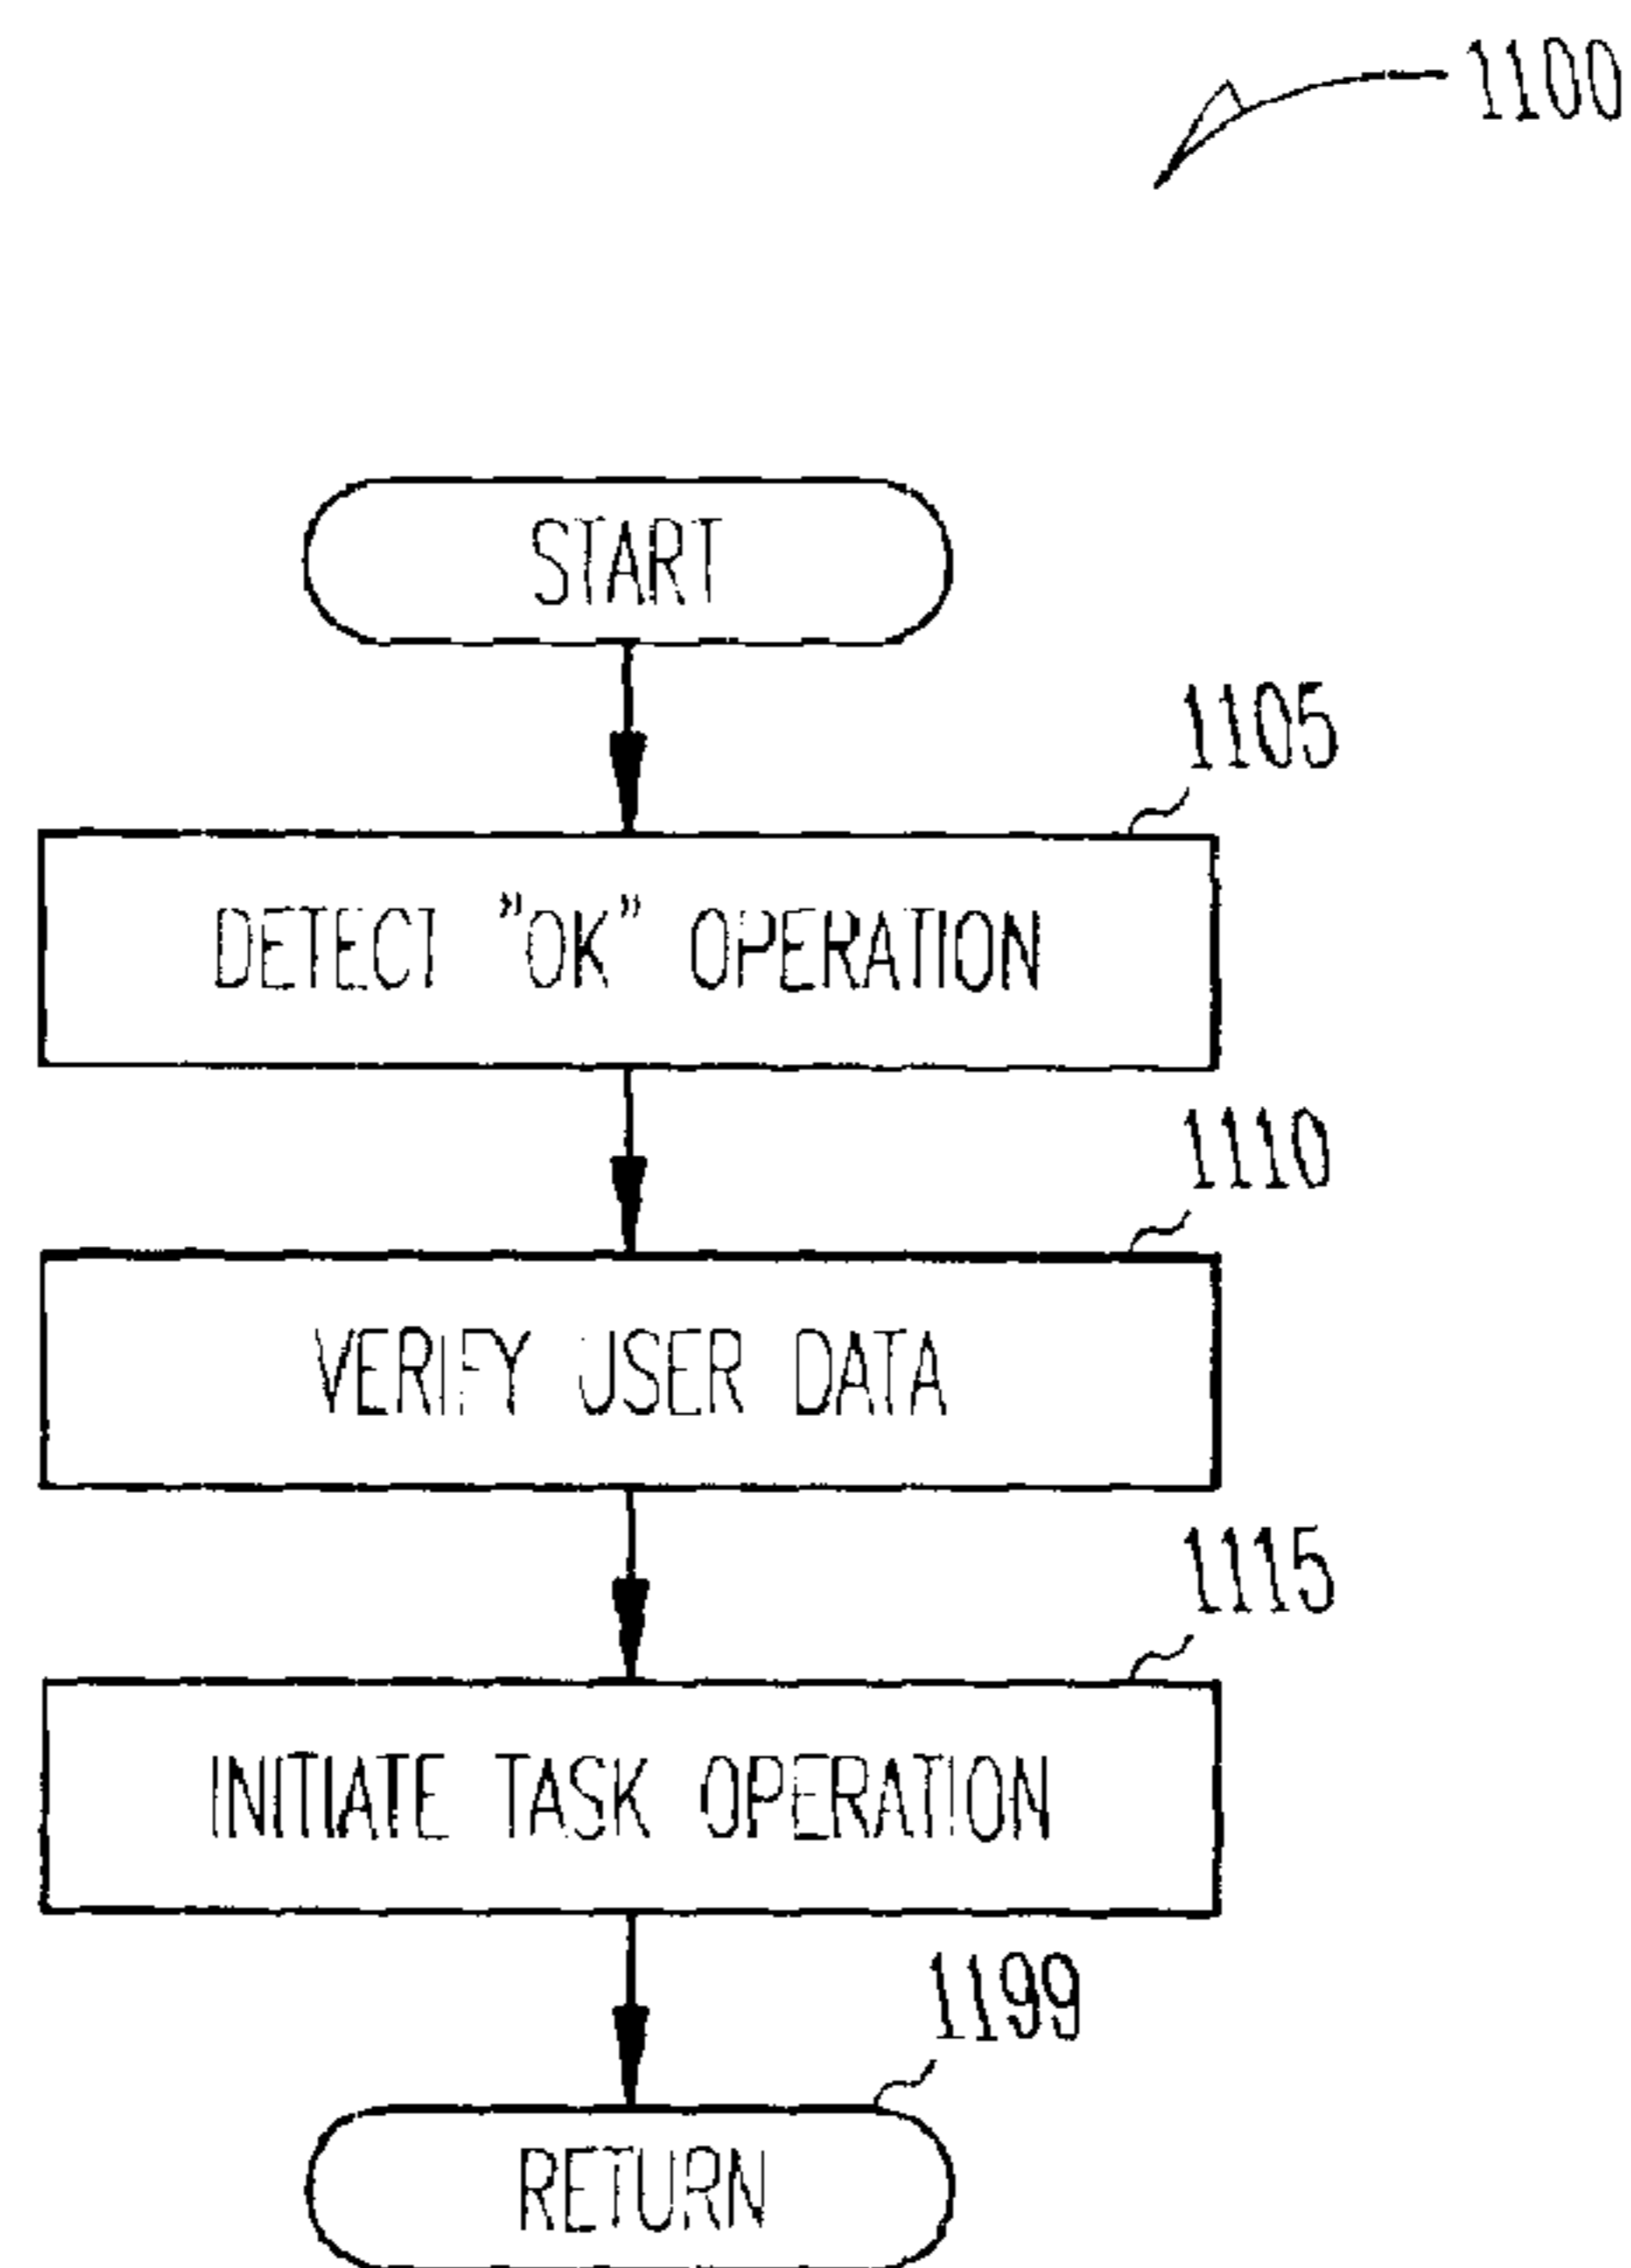 1100
START
1105
DETECT "OK" OPERATION
1110
VERIFY USER DATA
1115
INITIATE TASK OPERATION
1199
RETURN